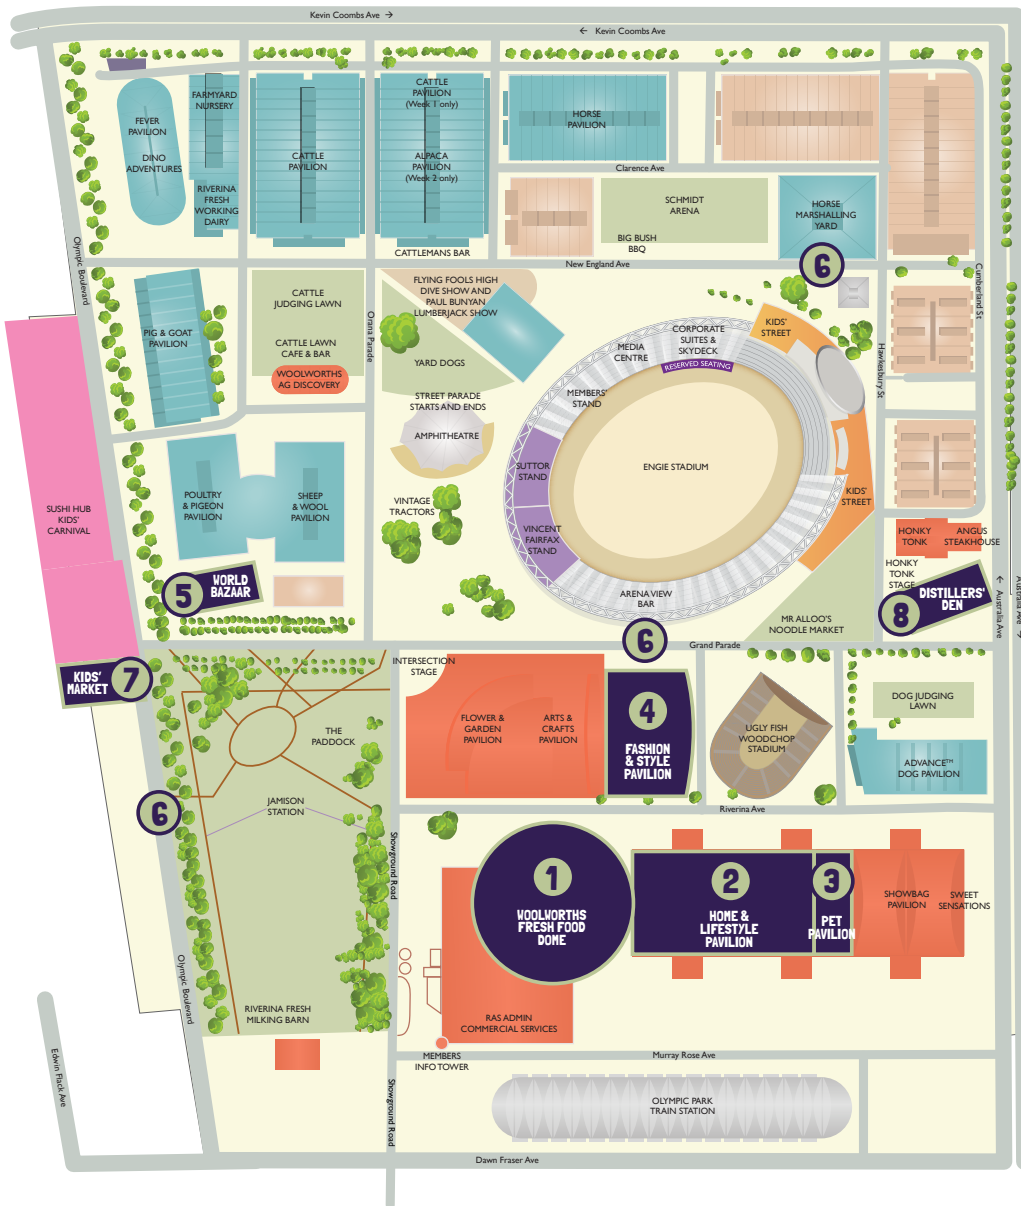 Kevin Coombs Ave →
← Kevin Coombs Ave
FEVER
PAVILION
DINO
ADVENTURES
FARMYARD
NURSERY
RIVERINA
FRESH
WORKING
DAIRY
CATTLE
PAVILION
CATTLE
PAVILION
(Week 1 only)
ALPACA
PAVILION
(Week 2 only)
CATTLEMANS BAR
HORSE
PAVILION
Clarence Ave
SCHMIDT
ARENA
BIG BUSH
BBQ
HORSE
MARSHALLING
YARD
6
New England Ave
Olympic Boulevard
Cumberland St
PIG & GOAT
PAVILION
CATTLE
JUDGING LAWN
CATTLE LAWN
CAFE & BAR
WOOLWORTHS
AG DISCOVERY
Orana Parade
FLYING FOOLS HIGH
DIVE SHOW AND
PAUL BUNYAN
LUMBERJACK SHOW
YARD DOGS
STREET PARADE
STARTS AND ENDS
AMPHITHEATRE
VINTAGE
TRACTORS
MEDIA
CENTRE
CORPORATE
SUITES &
SKYDECK
RESERVED SEATING
KIDS'
STREET
MEMBERS'
STAND
SUTTOR
STAND
VINCENT
FAIRFAX
STAND
ENGIE STADIUM
KIDS'
STREET
ARENA VIEW
BAR
Hawkesbury St
SUSHI HUB
KIDS'
CARNIVAL
POULTRY
& PIGEON
PAVILION
SHEEP
& WOOL
PAVILION
5
WORLD
BAZAAR
HONKY
TONK
ANGUS
STEAKHOUSE
HONKY
TONK
STAGE
8
DISTILLERS'
DEN
← Australia Ave
Australia Ave →
MR ALLOO'S
NOODLE MARKET
6
Grand Parade
KIDS'
MARKET
7
INTERSECTION
STAGE
FLOWER &
GARDEN
PAVILION
ARTS &
CRAFTS
PAVILION
4
FASHION
& STYLE
PAVILION
UGLY FISH
WOODCHOP
STADIUM
DOG JUDGING
LAWN
ADVANCE™
DOG PAVILION
THE
PADDOCK
JAMISON
STATION
6
Riverina Ave
Showground Road
1
WOOLWORTHS
FRESH FOOD
DOME
2
HOME &
LIFESTYLE
PAVILION
3
PET
PAVILION
SHOWBAG
PAVILION
SWEET
SENSATIONS
Olympic Boulevard
RIVERINA FRESH
MILKING BARN
RAS ADMIN
COMMERCIAL SERVICES
MEMBERS
INFO TOWER
Murray Rose Ave
Edwin Flack Ave
Showground Road
OLYMPIC PARK
TRAIN STATION
Dawn Fraser Ave